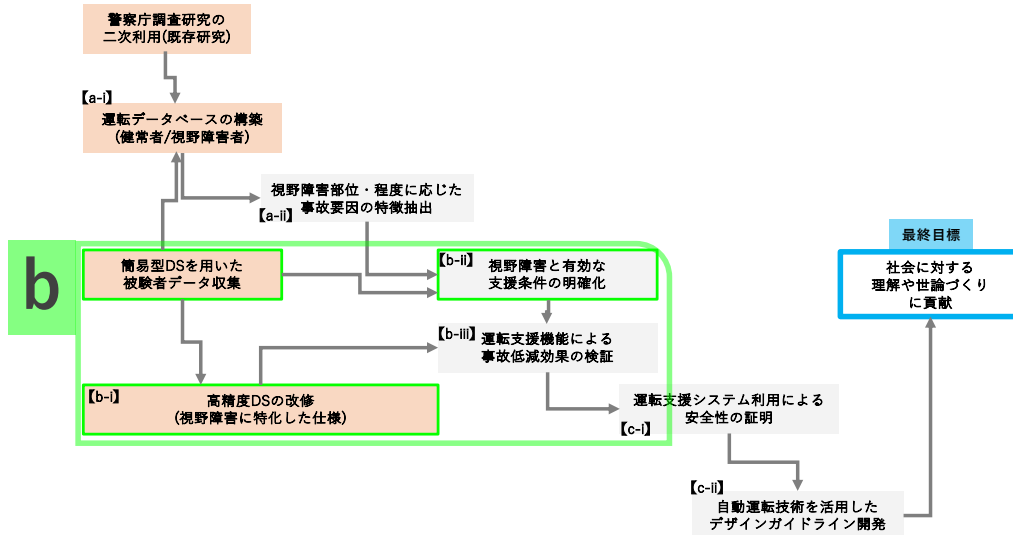 警察庁調査研究の
二次利用(既存研究)
【a-i】
運転データベースの構築
(健常者/視野障害者)
視野障害部位・程度に応じた
事故要因の特徴抽出
【a-ii】
b
簡易型DSを用いた
被験者データ収集
【b-ii】
視野障害と有効な
支援条件の明確化
最終目標
社会に対する
理解や世論づくり
に貢献
【b-iii】
運転支援機能による
事故低減効果の検証
【b-i】
高精度DSの改修
(視野障害に特化した仕様)
運転支援システム利用による
安全性の証明
【c-i】
【c-ii】
自動運転技術を活用した
デザインガイドライン開発